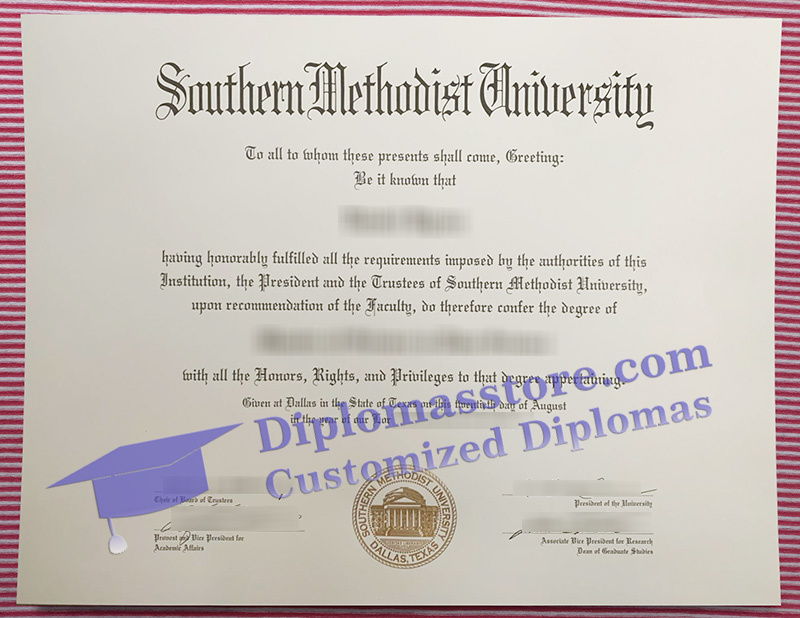 Southern Methodist University
To all to whom these presents shall come, Greeting:
Be it known that
having honorably fulfilled all the requirements imposed by the authorities of this
Institution, the President and the Trustees of Southern Methodist University,
upon recommendation of the Faculty, do therefore confer the degree of
with all the Honors, Rights, and Privileges to that degree appertaining.
Given at Dallas in the State of Texas on this twentieth day of August
in the year of our Lor
Diplomasstore.com
Customized Diplomas
Chair of Board of Trustees
President of the University
Provost and Vice President for
Academic Affairs
SOUTHERN METHODIST UNIVERSITY
DALLAS, TEXAS
Associate Vice President for Research
Dean of Graduate Studies